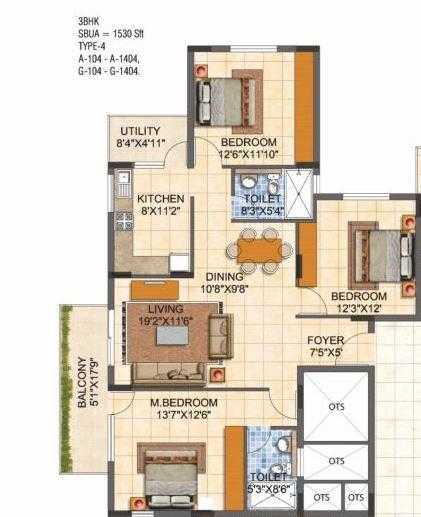 3BHK
SBUA = 1530 Sft
TYPE-4
A-104 - A-1404,
G-104 - G-1404.
UTILITY
8'4"X4'11"
BEDROOM
12'6"X11'10"
KITCHEN
8'X11'2"
TOILET
8'3"X5'4"
DINING
10'8"X9'8"
BEDROOM
12'3"X12'
LIVING
19'2"X11'6"
FOYER
7'5"X5'
BALCONY
5'1"X17'9"
M.BEDROOM
13'7"X12'6"
OTS
OTS
TOILET
5'3"X8'6"
OTS
OTS